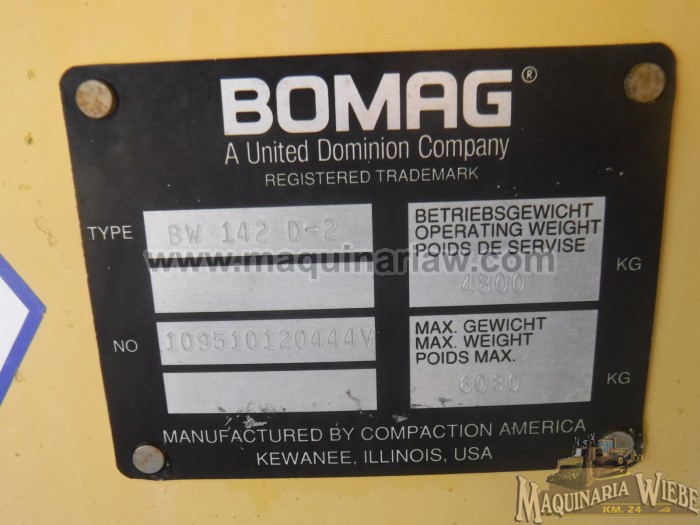 BOMAG®
A United Dominion Company
REGISTERED TRADEMARK
TYPE BW 142 D-2
BETRIEBSGEWICHT
OPERATING WEIGHT
POIDS DE SERVISE
4800 KG
www.maquinariaw.com
NO 109510120444V
MAX. GEWICHT
MAX. WEIGHT
POIDS MAX.
6080 KG
MANUFACTURED BY COMPACTION AMERICA
KEWANEE, ILLINOIS, USA
MAQUINARIA WIEBE
KM. 24